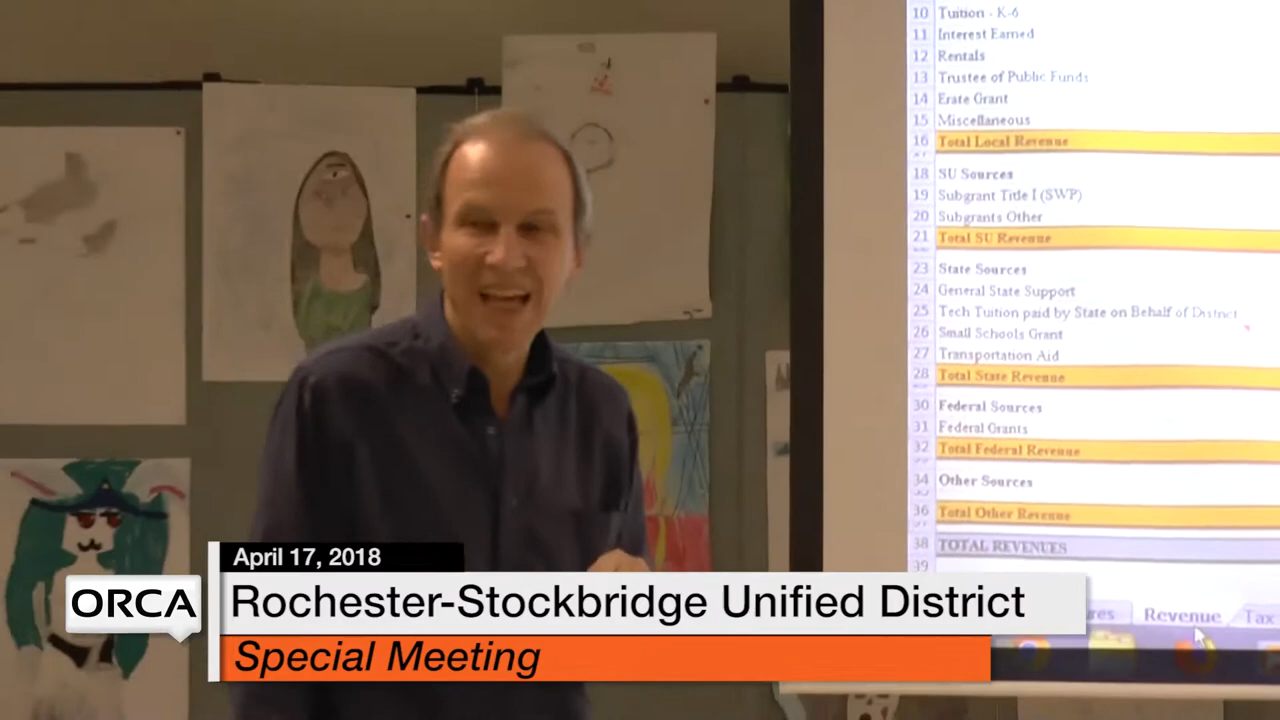 10 Tuition - K-6
11 Interest Earned
12 Rentals
13 Trustee of Public Funds
14 Erate Grant
15 Miscellaneous
16 Total Local Revenue
18 SU Sources
19 Subgrant Title I (SWP)
20 Subgrants Other
21 Total SU Revenue
23 State Sources
24 General State Support
25 Tech Tuition paid by State on Behalf of District
26 Small Schools Grant
27 Transportation Aid
28 Total State Revenue
30 Federal Sources
31 Federal Grants
32 Total Federal Revenue
34 Other Sources
36 Total Other Revenue
38 TOTAL REVENUES
39
res Revenue Tax
April 17, 2018
ORCA
Rochester-Stockbridge Unified District
Special Meeting